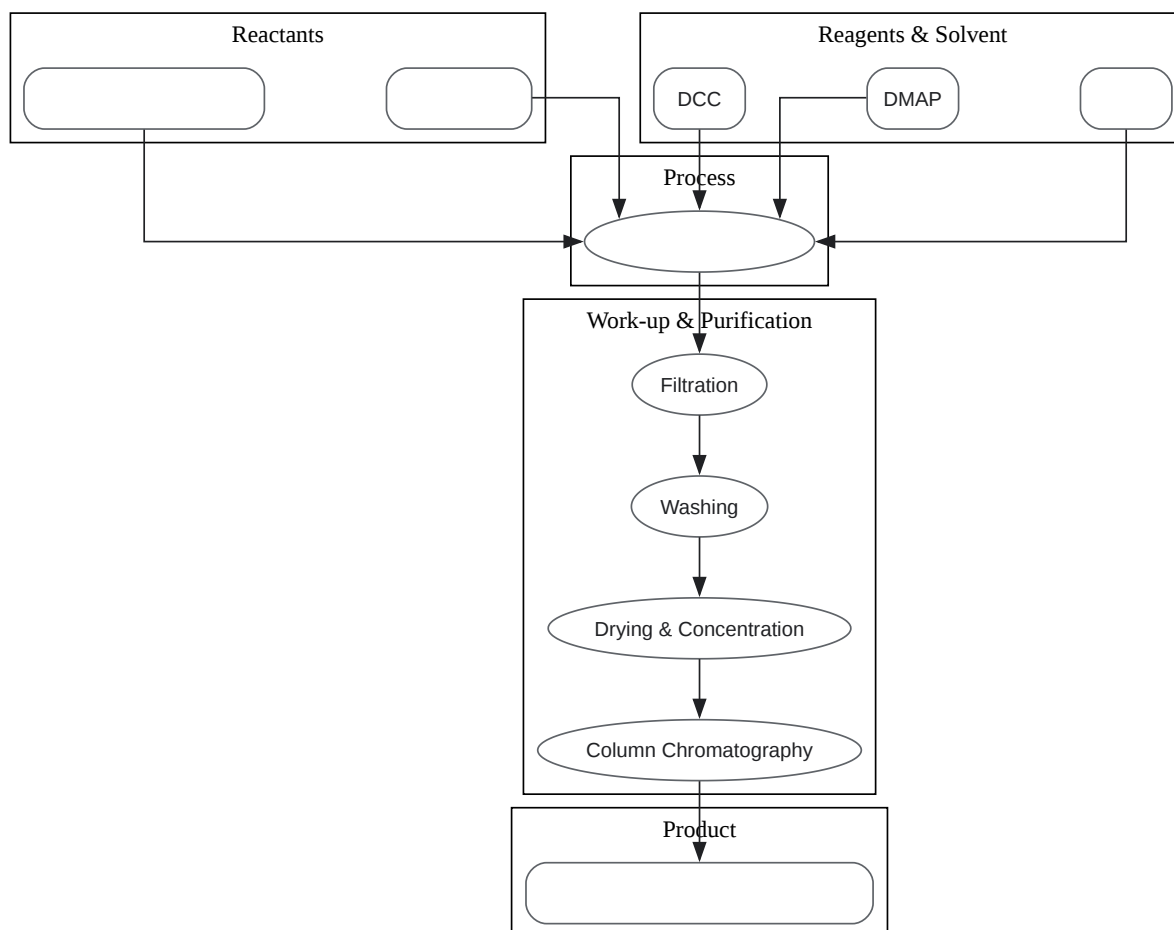 Reactants
Reagents & Solvent
DCC
DMAP
Process
Work-up & Purification
Filtration
Washing
Drying & Concentration
Column Chromatography
Product